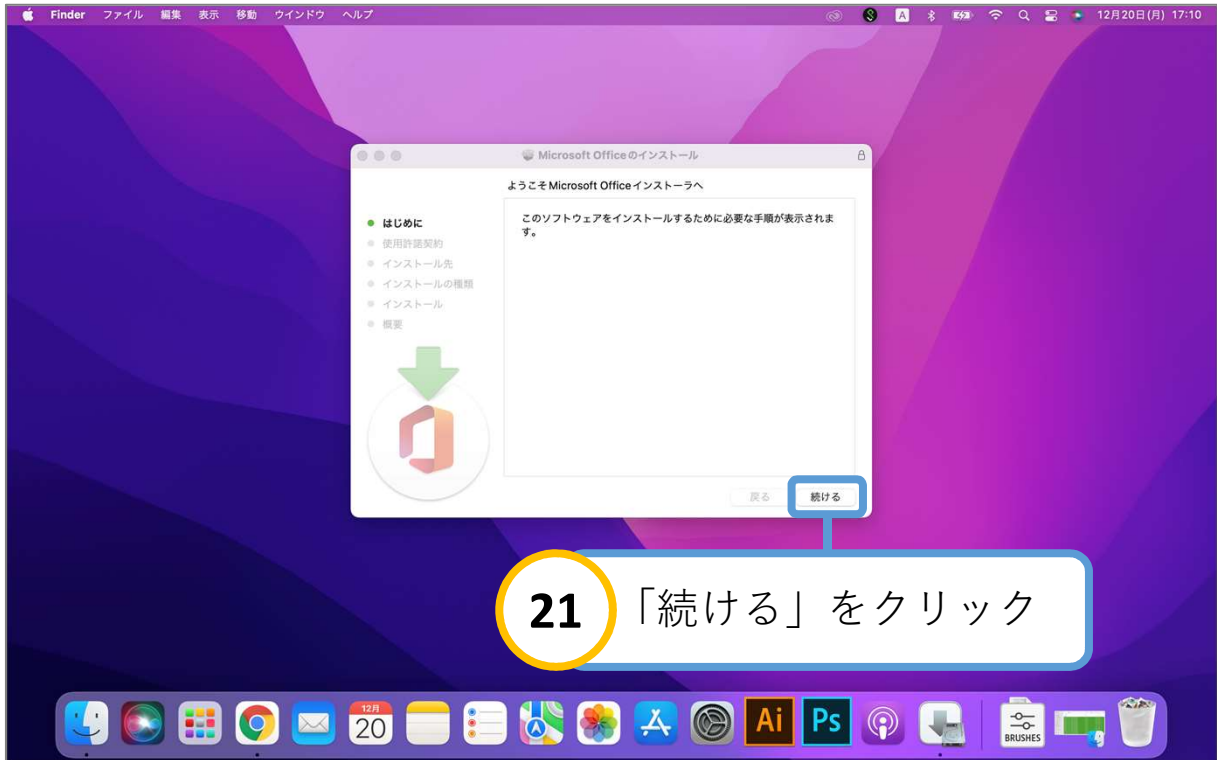 Finder ファイル 編集 表示 移動 ウインドウ ヘルプ A 12月20日(月) 17:10
Microsoft Officeのインストール
ようこそMicrosoft Officeインストーラへ
はじめに
使用許諾契約
インストール先
インストールの種類
インストール
概要
このソフトウェアをインストールするために必要な手順が表示されま
す。
戻る 続ける
21 「続ける」をクリック
12月
20
Ai
Ps
BRUSHES